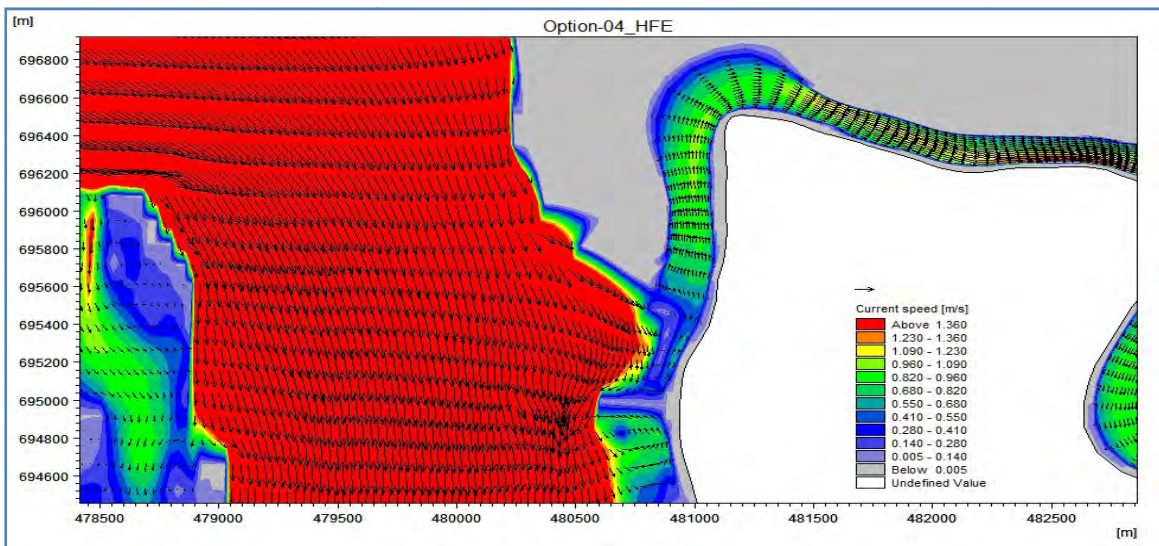 [m]
Option-04_HFE
696800
696600
696400
696200
696000
695800
695600
695400
695200
695000
694800
694600
Current speed [m/s]
Above 1.360
1.230 - 1.360
1.090 - 1.230
0.960 - 1.090
0.820 - 0.960
0.680 - 0.820
0.550 - 0.680
0.410 - 0.550
0.280 - 0.410
0.140 - 0.280
0.005 - 0.140
Below 0.005
Undefined Value
478500 479000 479500 480000 480500 481000 481500 482000 482500
[m]